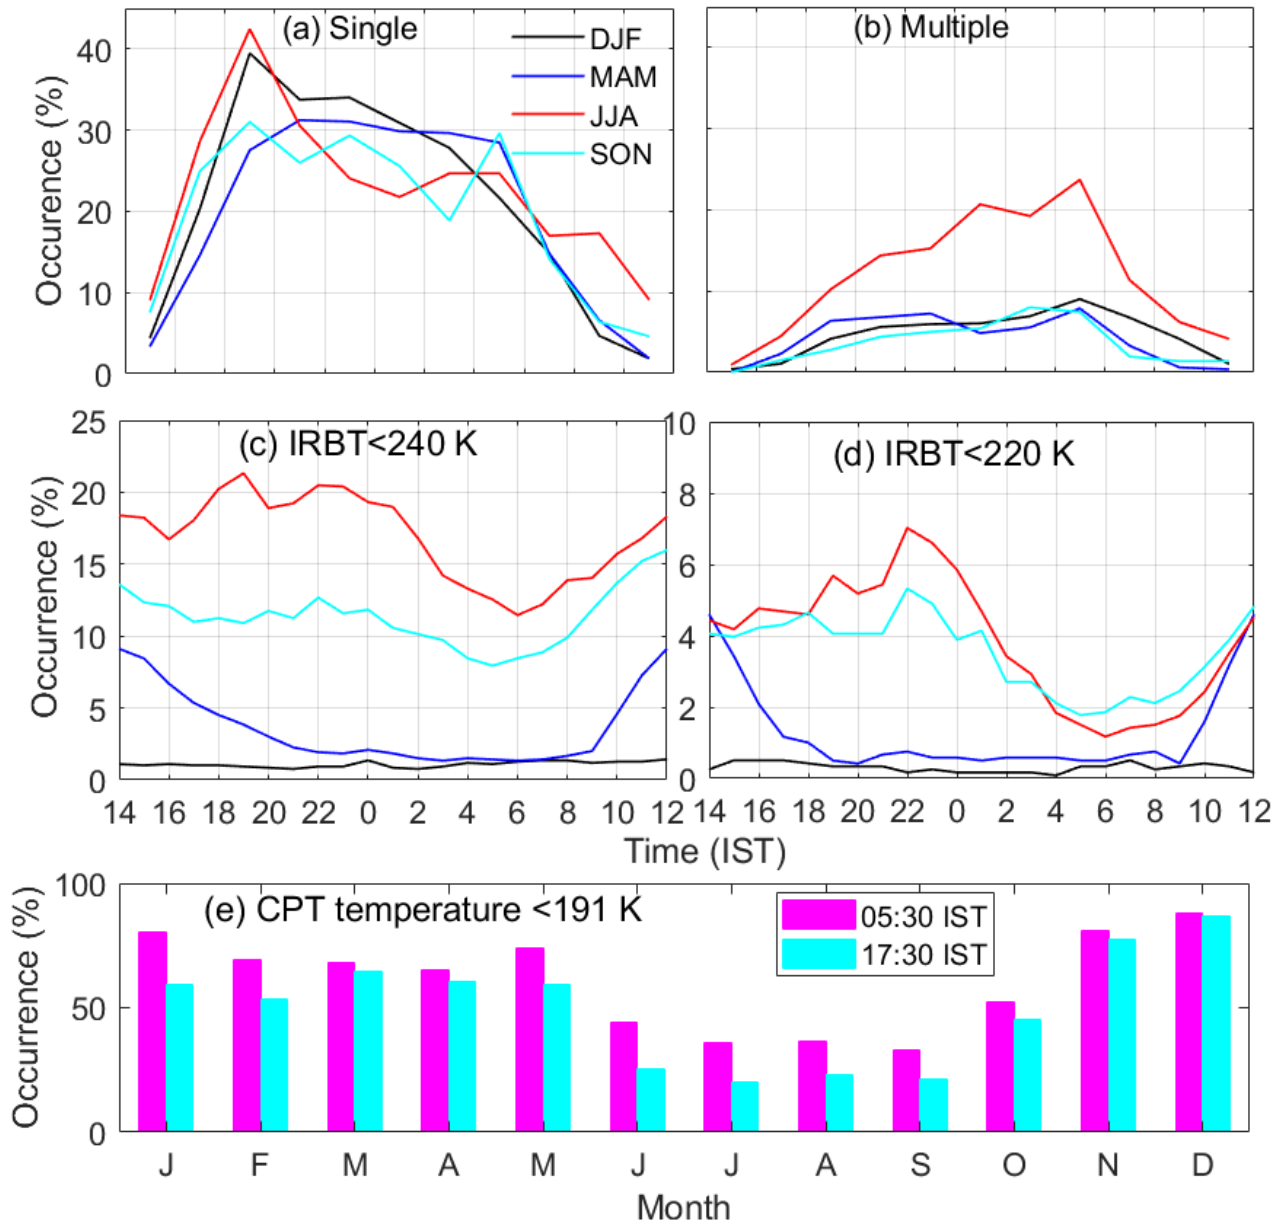 (a) Single
DJF
MAM
JJA
SON
40
30
20
10
0
Occurence (%)
(b) Multiple
(c) IRBT<240 K
25
20
15
10
5
0
Occurrence (%)
14 16 18 20 22 0 2 4 6 8 10 12
(d) IRBT<220 K
10
8
6
4
2
0
14 16 18 20 22 0 2 4 6 8 10 12
Time (IST)
(e) CPT temperature <191 K
05:30 IST
17:30 IST
100
50
0
Occurrence (%)
J F M A M J J A S O N D
Month